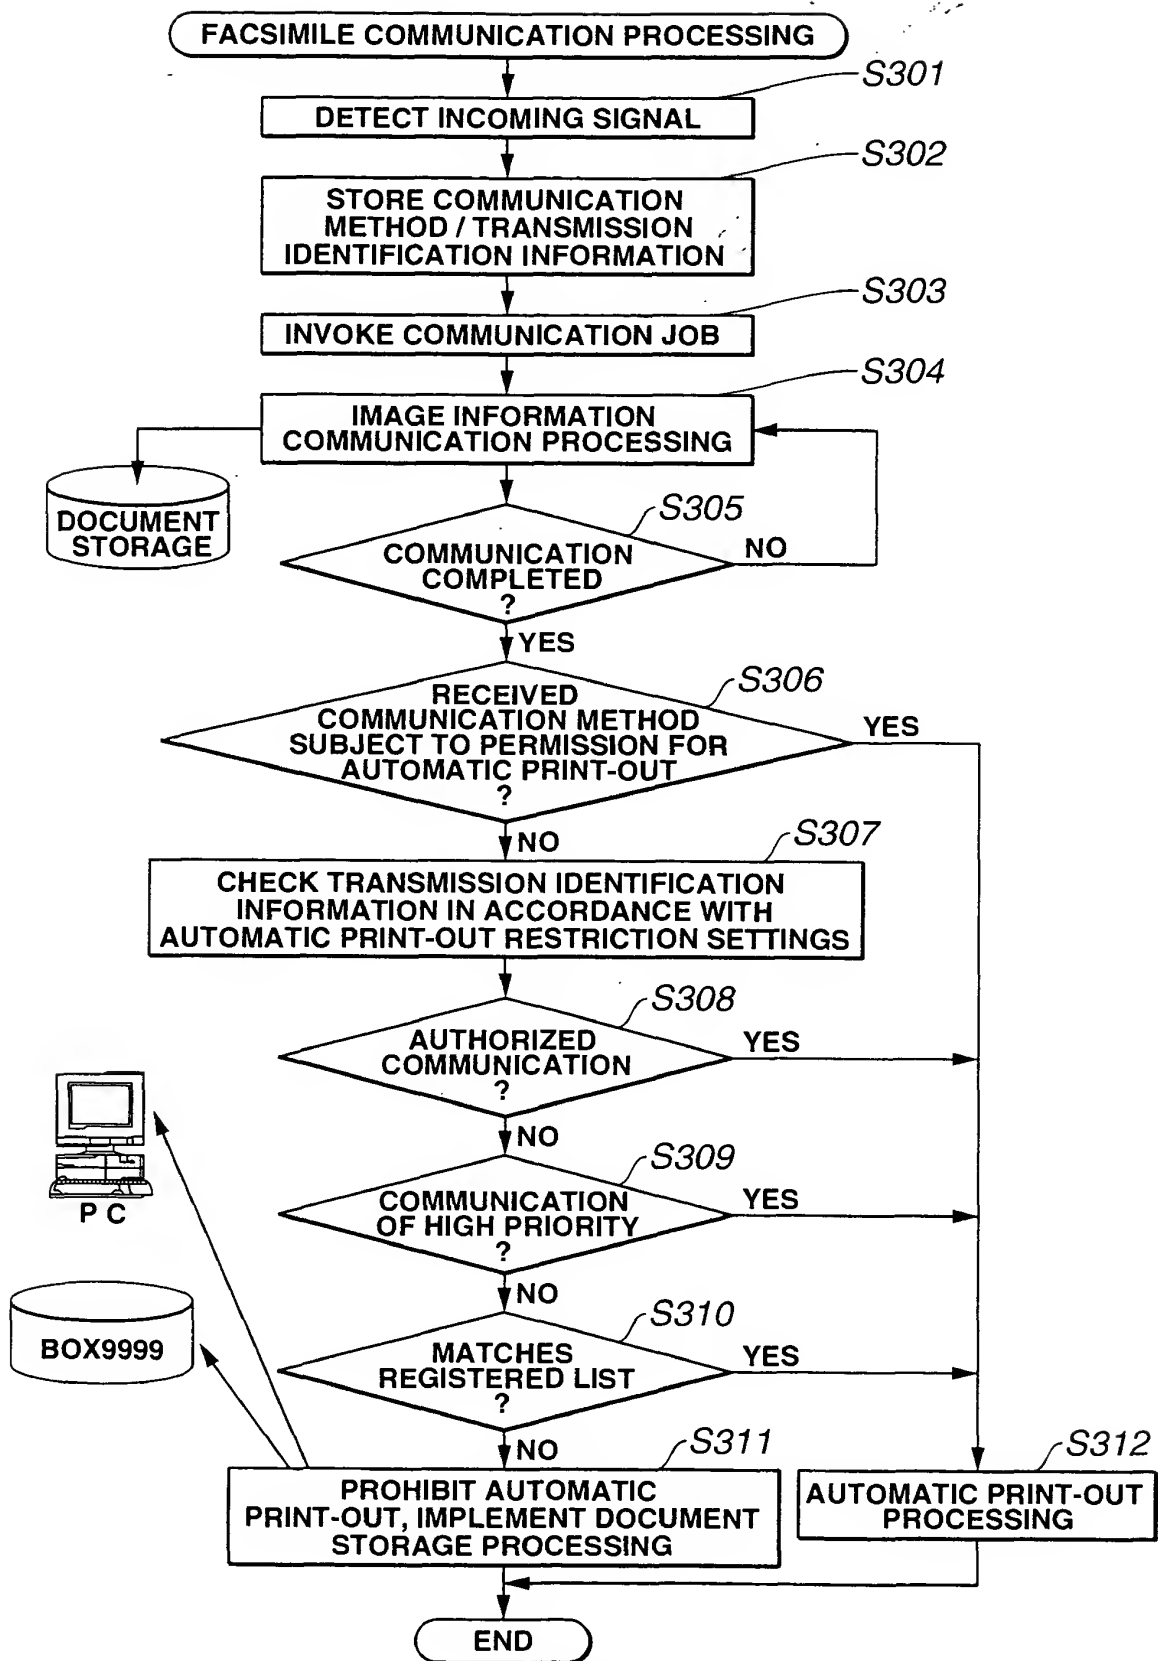 FACSIMILE COMMUNICATION PROCESSING
S301
DETECT INCOMING SIGNAL
S302
STORE COMMUNICATION
METHOD / TRANSMISSION
IDENTIFICATION INFORMATION
S303
INVOKE COMMUNICATION JOB
S304
IMAGE INFORMATION
COMMUNICATION PROCESSING
DOCUMENT
STORAGE
S305
COMMUNICATION
COMPLETED
?
NO
YES
S306
RECEIVED
COMMUNICATION METHOD
SUBJECT TO PERMISSION FOR
AUTOMATIC PRINT-OUT
?
YES
NO
S307
CHECK TRANSMISSION IDENTIFICATION
INFORMATION IN ACCORDANCE WITH
AUTOMATIC PRINT-OUT RESTRICTION SETTINGS
S308
AUTHORIZED
COMMUNICATION
?
YES
NO
S309
COMMUNICATION
OF HIGH PRIORITY
?
YES
NO
P C
BOX9999
S310
MATCHES
REGISTERED LIST
?
YES
NO
S311
PROHIBIT AUTOMATIC
PRINT-OUT, IMPLEMENT DOCUMENT
STORAGE PROCESSING
S312
AUTOMATIC PRINT-OUT
PROCESSING
END